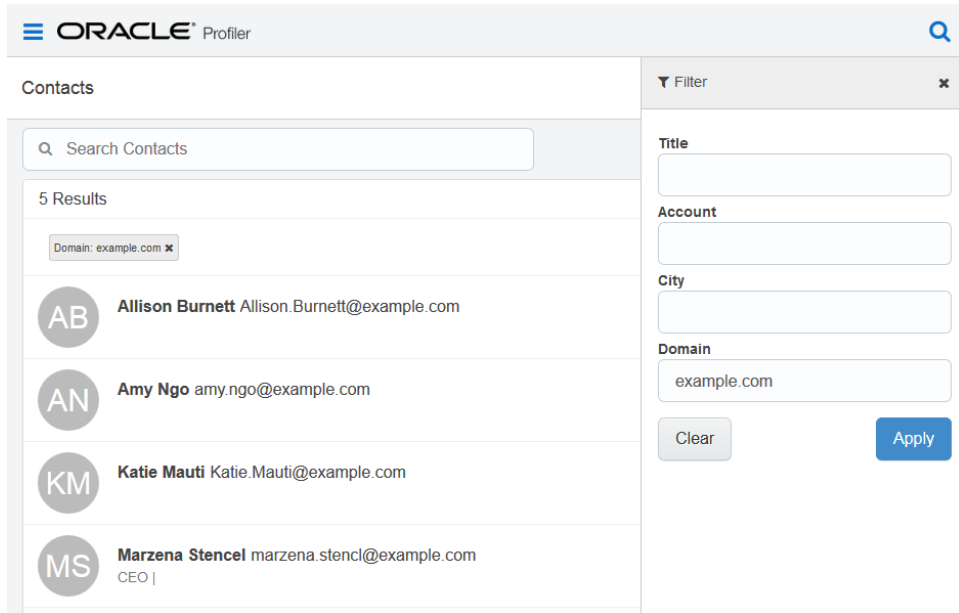 ORACLE® Profiler
Contacts
Search Contacts
5 Results
Domain: example.com ✖
AB
Allison Burnett Allison.Burnett@example.com
AN
Amy Ngo amy.ngo@example.com
KM
Katie Mauti Katie.Mauti@example.com
MS
Marzena Stencel marzena.stencl@example.com
CEO |
Filter ✖
Title
Account
City
Domain
example.com
Clear
Apply